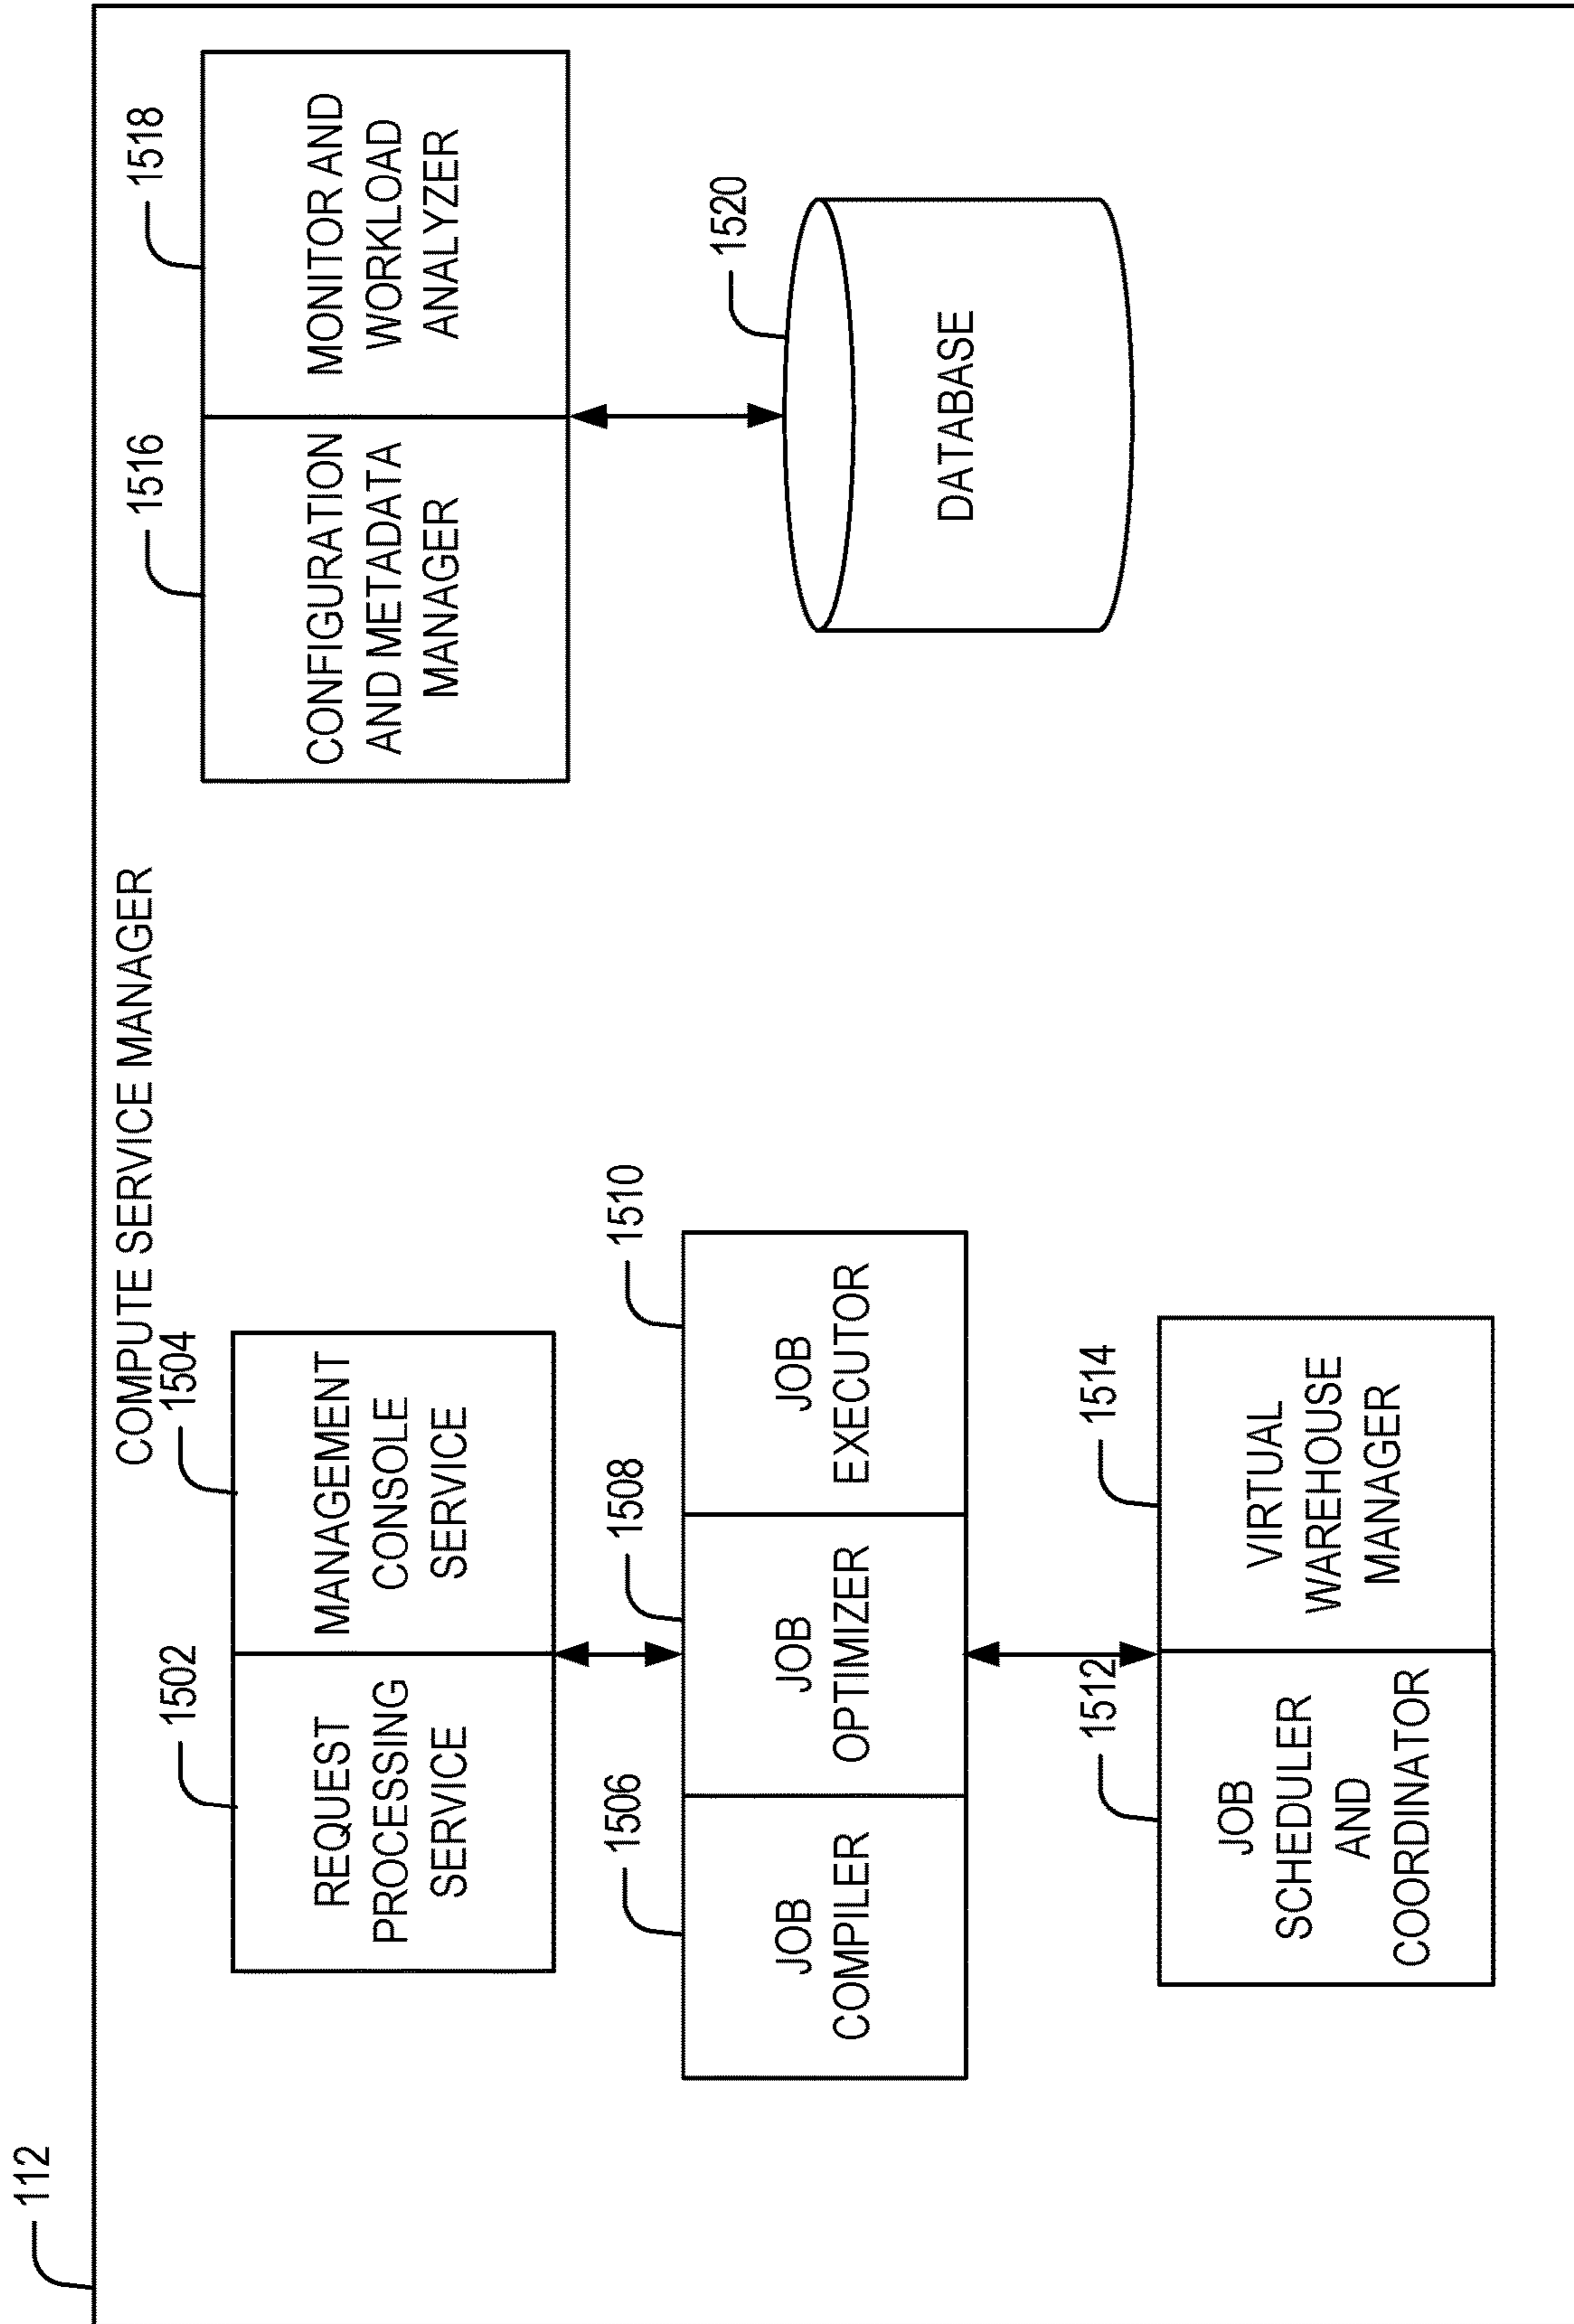 112
COMPUTE SERVICE MANAGER
1502
1504
REQUEST
PROCESSING
SERVICE
MANAGEMENT
CONSOLE
SERVICE
1506
1508
1510
JOB
COMPILER
JOB
OPTIMIZER
JOB
EXECUTOR
1512
1514
JOB
SCHEDULER
AND
COORDINATOR
VIRTUAL
WAREHOUSE
MANAGER
1516
1518
CONFIGURATION
AND METADATA
MANAGER
MONITOR AND
WORKLOAD
ANALYZER
1520
DATABASE